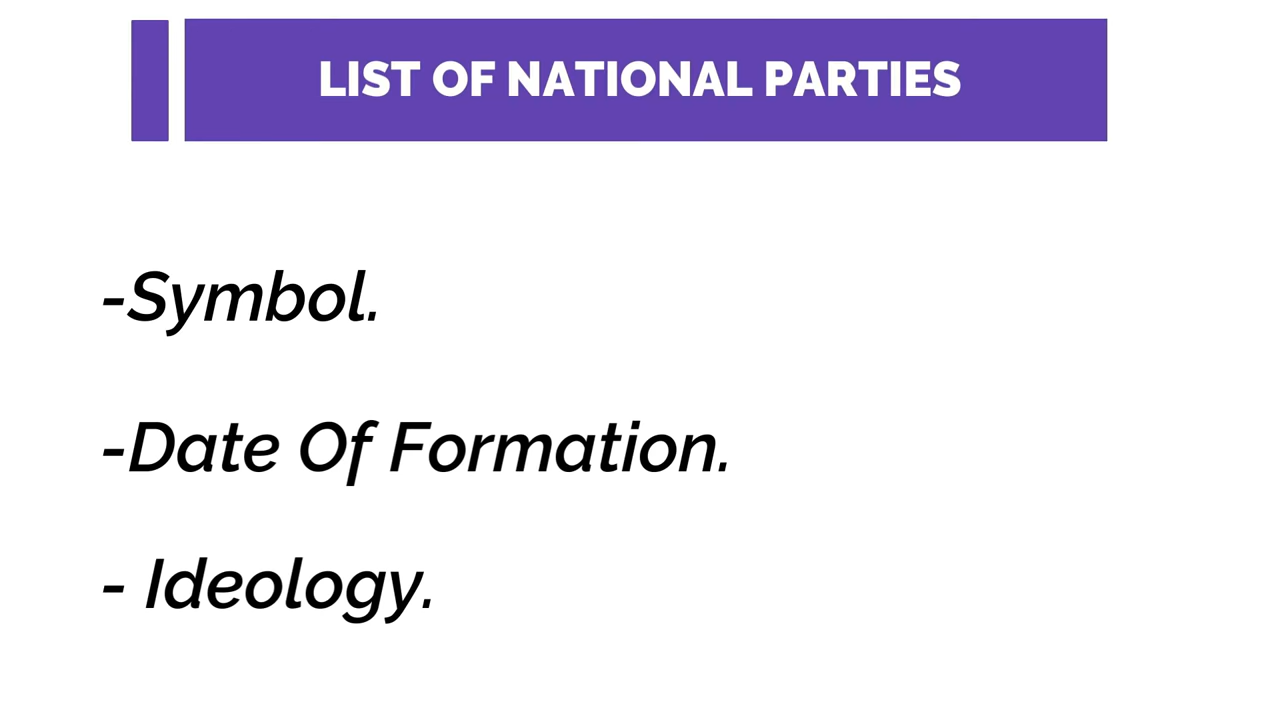 LIST OF NATIONAL PARTIES
-Symbol.
-Date Of Formation.
- Ideology.